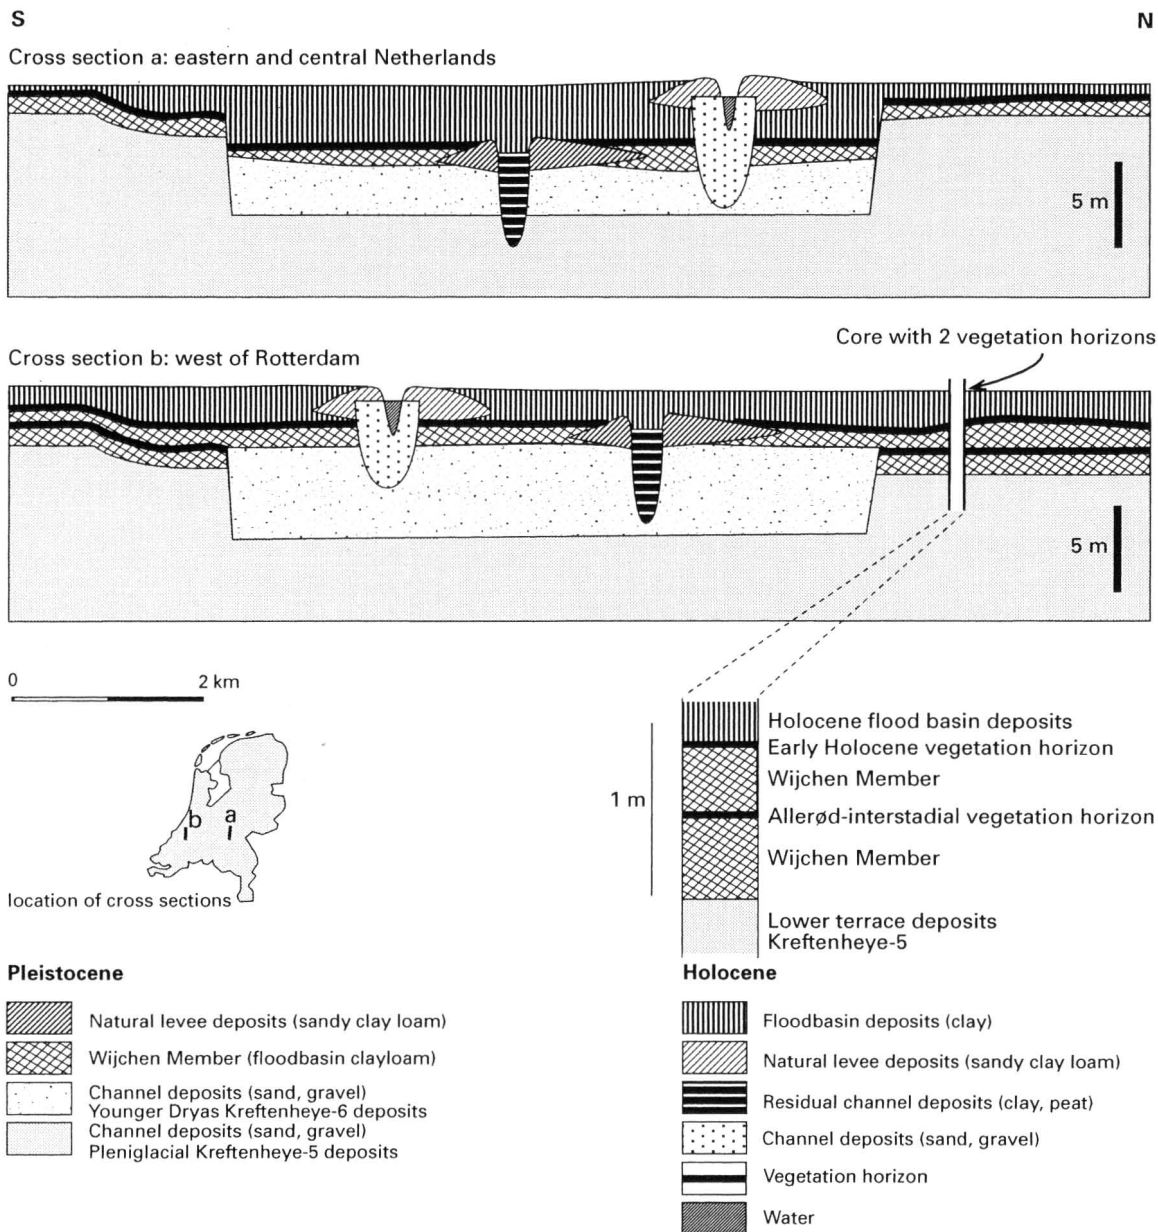 S
N
Cross section a: eastern and central Netherlands
5 m
Core with 2 vegetation horizons
Cross section b: west of Rotterdam
5 m
0 2 km
b a
location of cross sections
1 m
Holocene flood basin deposits
Early Holocene vegetation horizon
Wijchen Member
Allerød-interstadial vegetation horizon
Wijchen Member
Lower terrace deposits
Kreftenheye-5
Pleistocene
Natural levee deposits (sandy clay loam)
Wijchen Member (floodbasin clayloam)
Channel deposits (sand, gravel)
Younger Dryas Kreftenheye-6 deposits
Channel deposits (sand, gravel)
Pleniglacial Kreftenheye-5 deposits
Holocene
Floodbasin deposits (clay)
Natural levee deposits (sandy clay loam)
Residual channel deposits (clay, peat)
Channel deposits (sand, gravel)
Vegetation horizon
Water